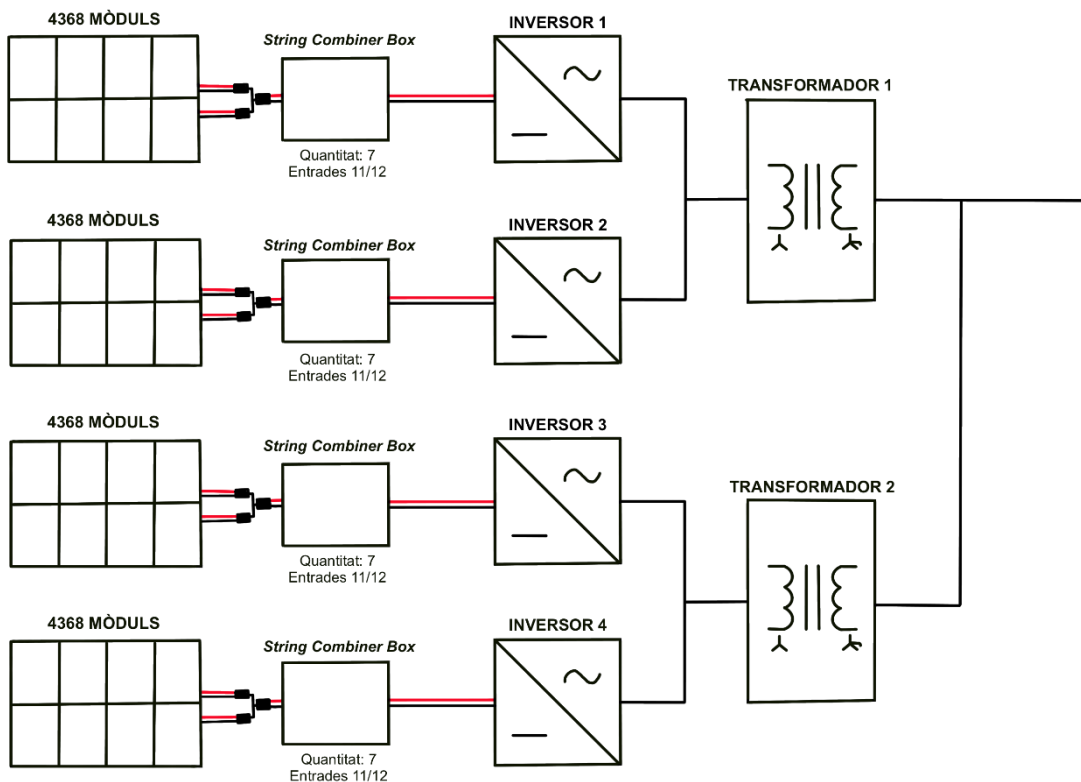 4368 MÒDULS
String Combiner Box
INVERSOR 1
Quantitat: 7
Entrades 11/12
TRANSFORMADOR 1
4368 MÒDULS
String Combiner Box
INVERSOR 2
Quantitat: 7
Entrades 11/12
4368 MÒDULS
String Combiner Box
INVERSOR 3
Quantitat: 7
Entrades 11/12
TRANSFORMADOR 2
4368 MÒDULS
String Combiner Box
INVERSOR 4
Quantitat: 7
Entrades 11/12